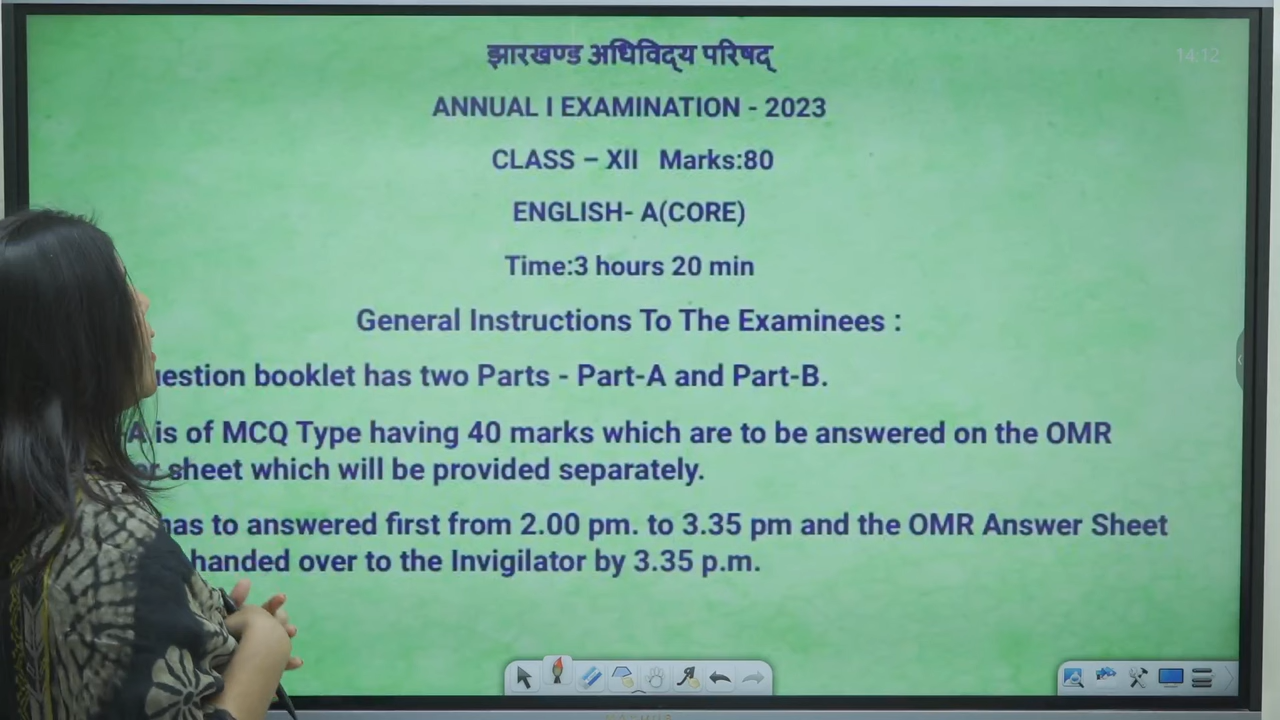 झारखण्ड अधिविद्य परिषद्
14:12
ANNUAL I EXAMINATION - 2023
CLASS – XII Marks:80
ENGLISH- A(CORE)
Time:3 hours 20 min
General Instructions To The Examinees :
booklet has two Parts - Part-A and Part-B.
is of MCQ Type having 40 marks which are to be answered on the OMR
sheet which will be provided separately.
has to answered first from 2.00 pm. to 3.35 pm and the OMR Answer Sheet
handed over to the Invigilator by 3.35 p.m.